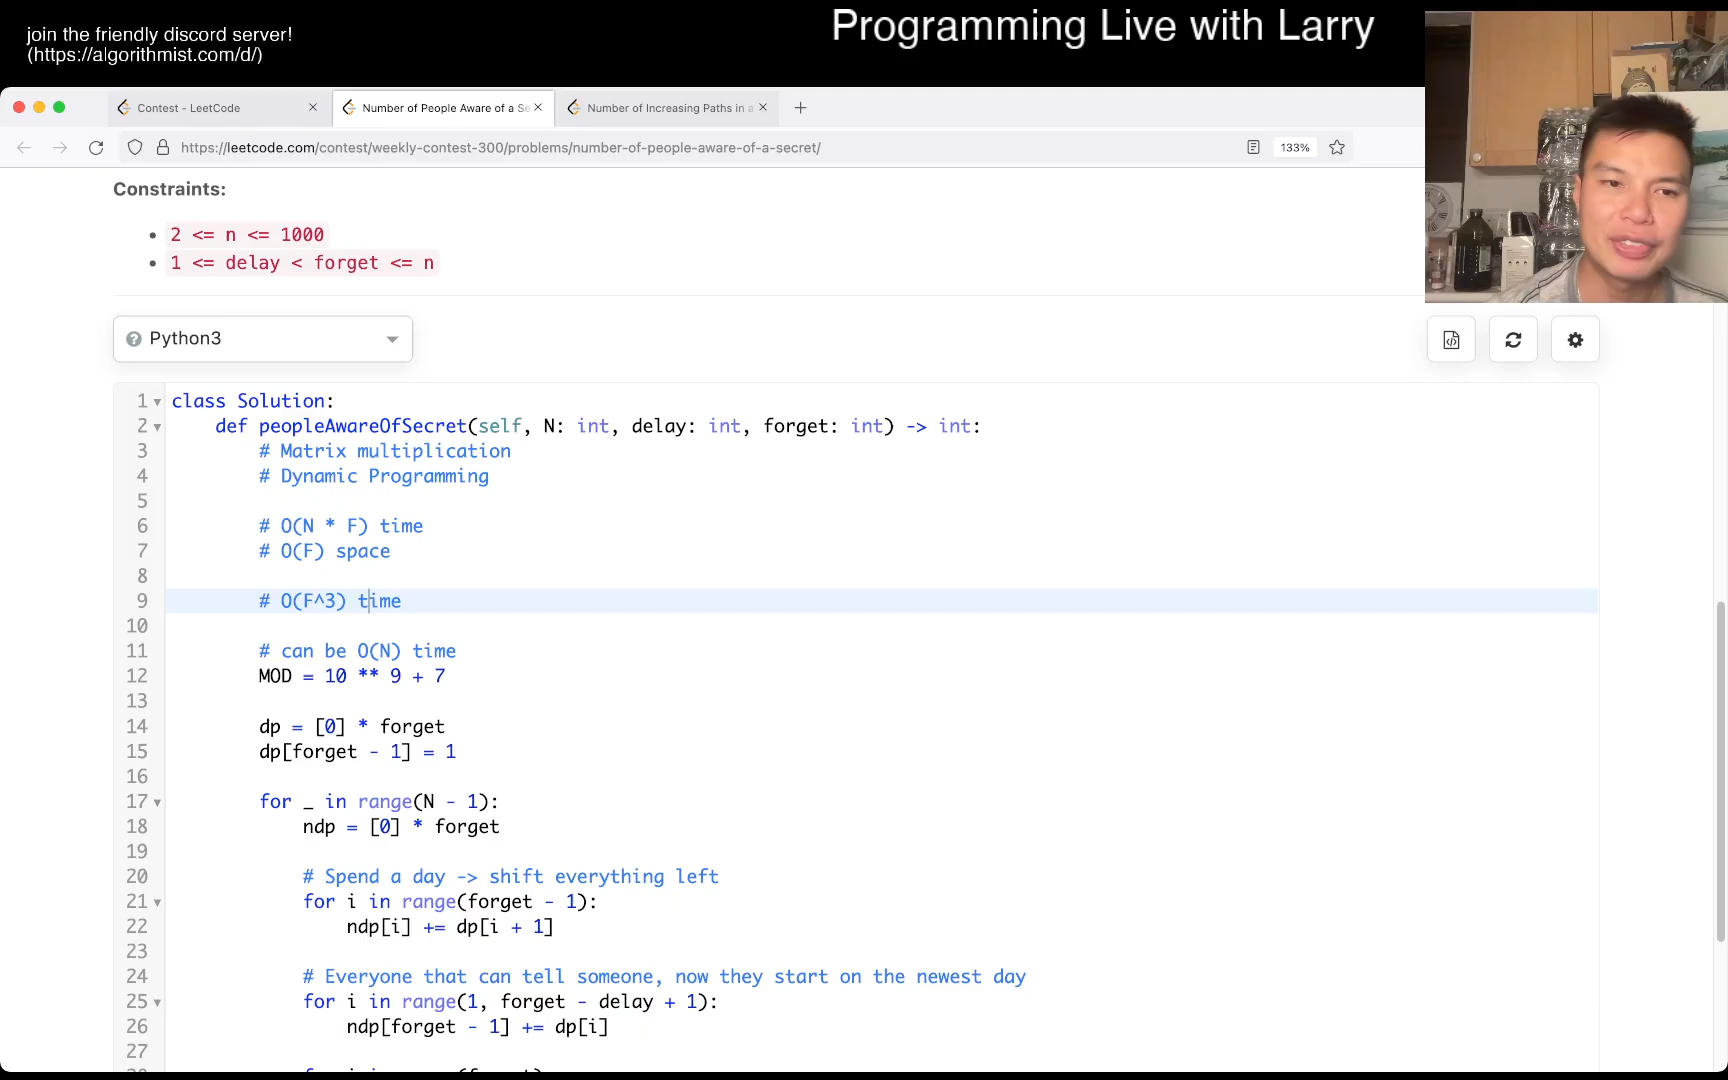 join the friendly discord server!
(https://algorithmist.com/d/)
Programming Live with Larry
Contest - LeetCode
Number of People Aware of a Se
Number of Increasing Paths in a
https://leetcode.com/contest/weekly-contest-300/problems/number-of-people-aware-of-a-secret/
133%
Constraints:
2 <= n <= 1000
1 <= delay < forget <= n
Python3
1 class Solution:
2 def peopleAwareOfSecret(self, N: int, delay: int, forget: int) -> int:
3 # Matrix multiplication
4 # Dynamic Programming
5
6 # O(N * F) time
7 # O(F) space
8
9 # O(F^3) time
10
11 # can be O(N) time
12 MOD = 10 ** 9 + 7
13
14 dp = [0] * forget
15 dp[forget - 1] = 1
16
17 for _ in range(N - 1):
18 ndp = [0] * forget
19
20 # Spend a day -> shift everything left
21 for i in range(forget - 1):
22 ndp[i] += dp[i + 1]
23
24 # Everyone that can tell someone, now they start on the newest day
25 for i in range(1, forget - delay + 1):
26 ndp[forget - 1] += dp[i]
27